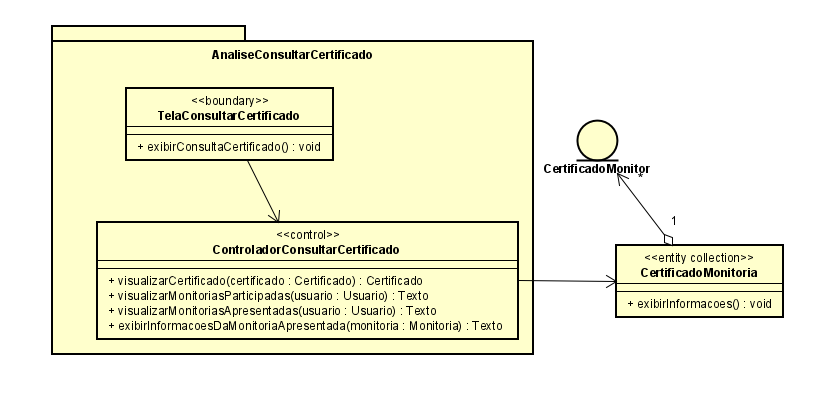 AnaliseConsultarCertificado
<<boundary>>
TelaConsultarCertificado
+ exibirConsultaCertificado() : void
<<control>>
ControladorConsultarCertificado
+ visualizarCertificado(certificado : Certificado) : Certificado
+ visualizarMonitoriasParticipadas(usuario : Usuario) : Texto
+ visualizarMonitoriasApresentadas(usuario : Usuario) : Texto
+ exibirInformacoesDaMonitoriaApresentada(monitoria : Monitoria) : Texto
CertificadoMonitor
*
1
<<entity collection>>
CertificadoMonitoria
+ exibirInformacoes() : void